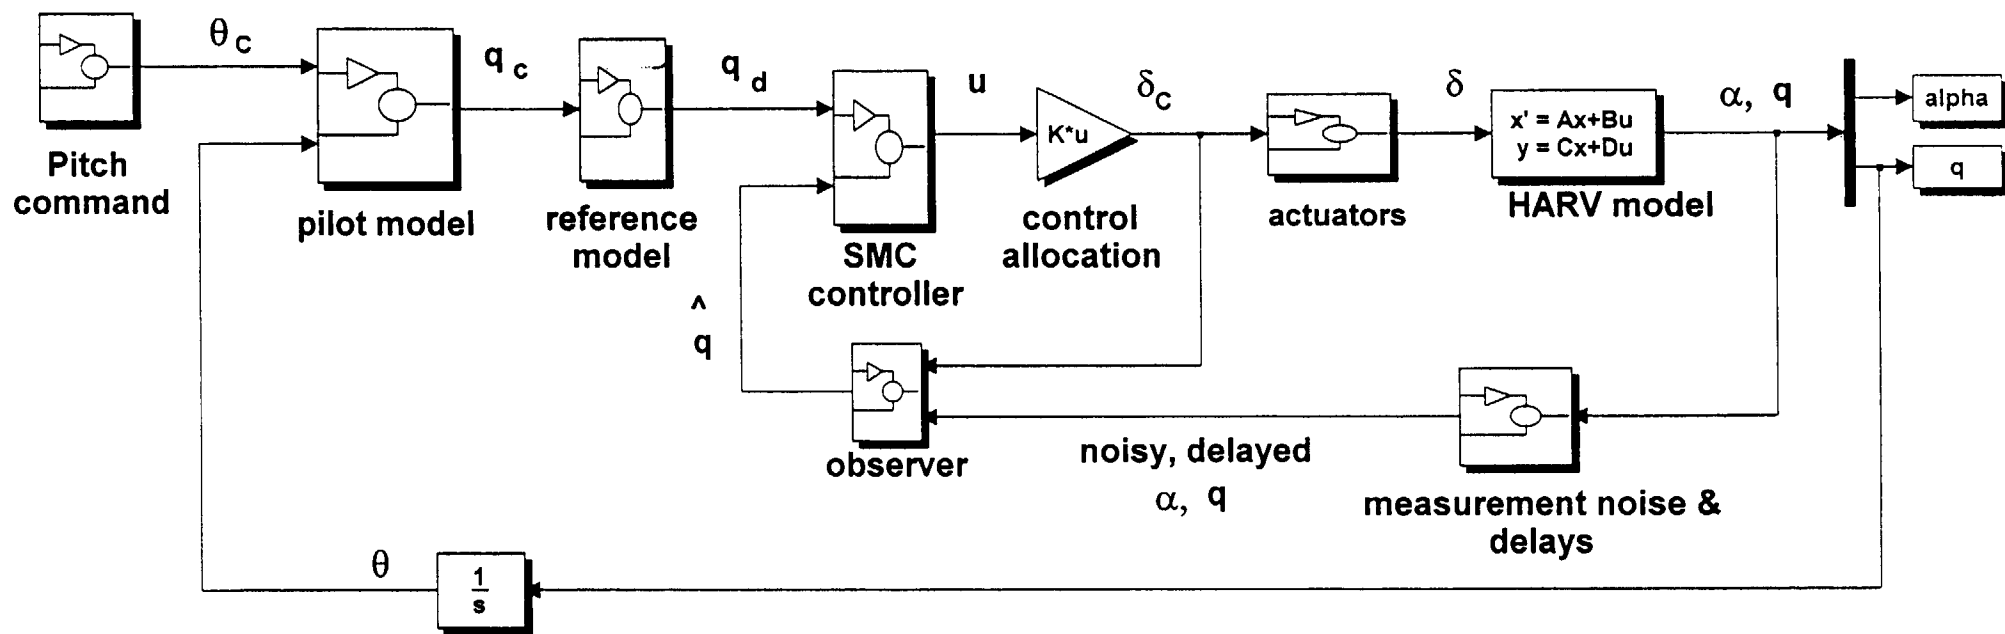 θ c
q c
q d
u
δ c
δ
α, q
alpha
q
K*u
x' = Ax+Bu
y = Cx+Du
Pitch
command
pilot model
reference
model
SMC
controller
control
allocation
actuators
HARV model
^
q
observer
noisy, delayed
α, q
measurement noise &
delays
θ
1
s